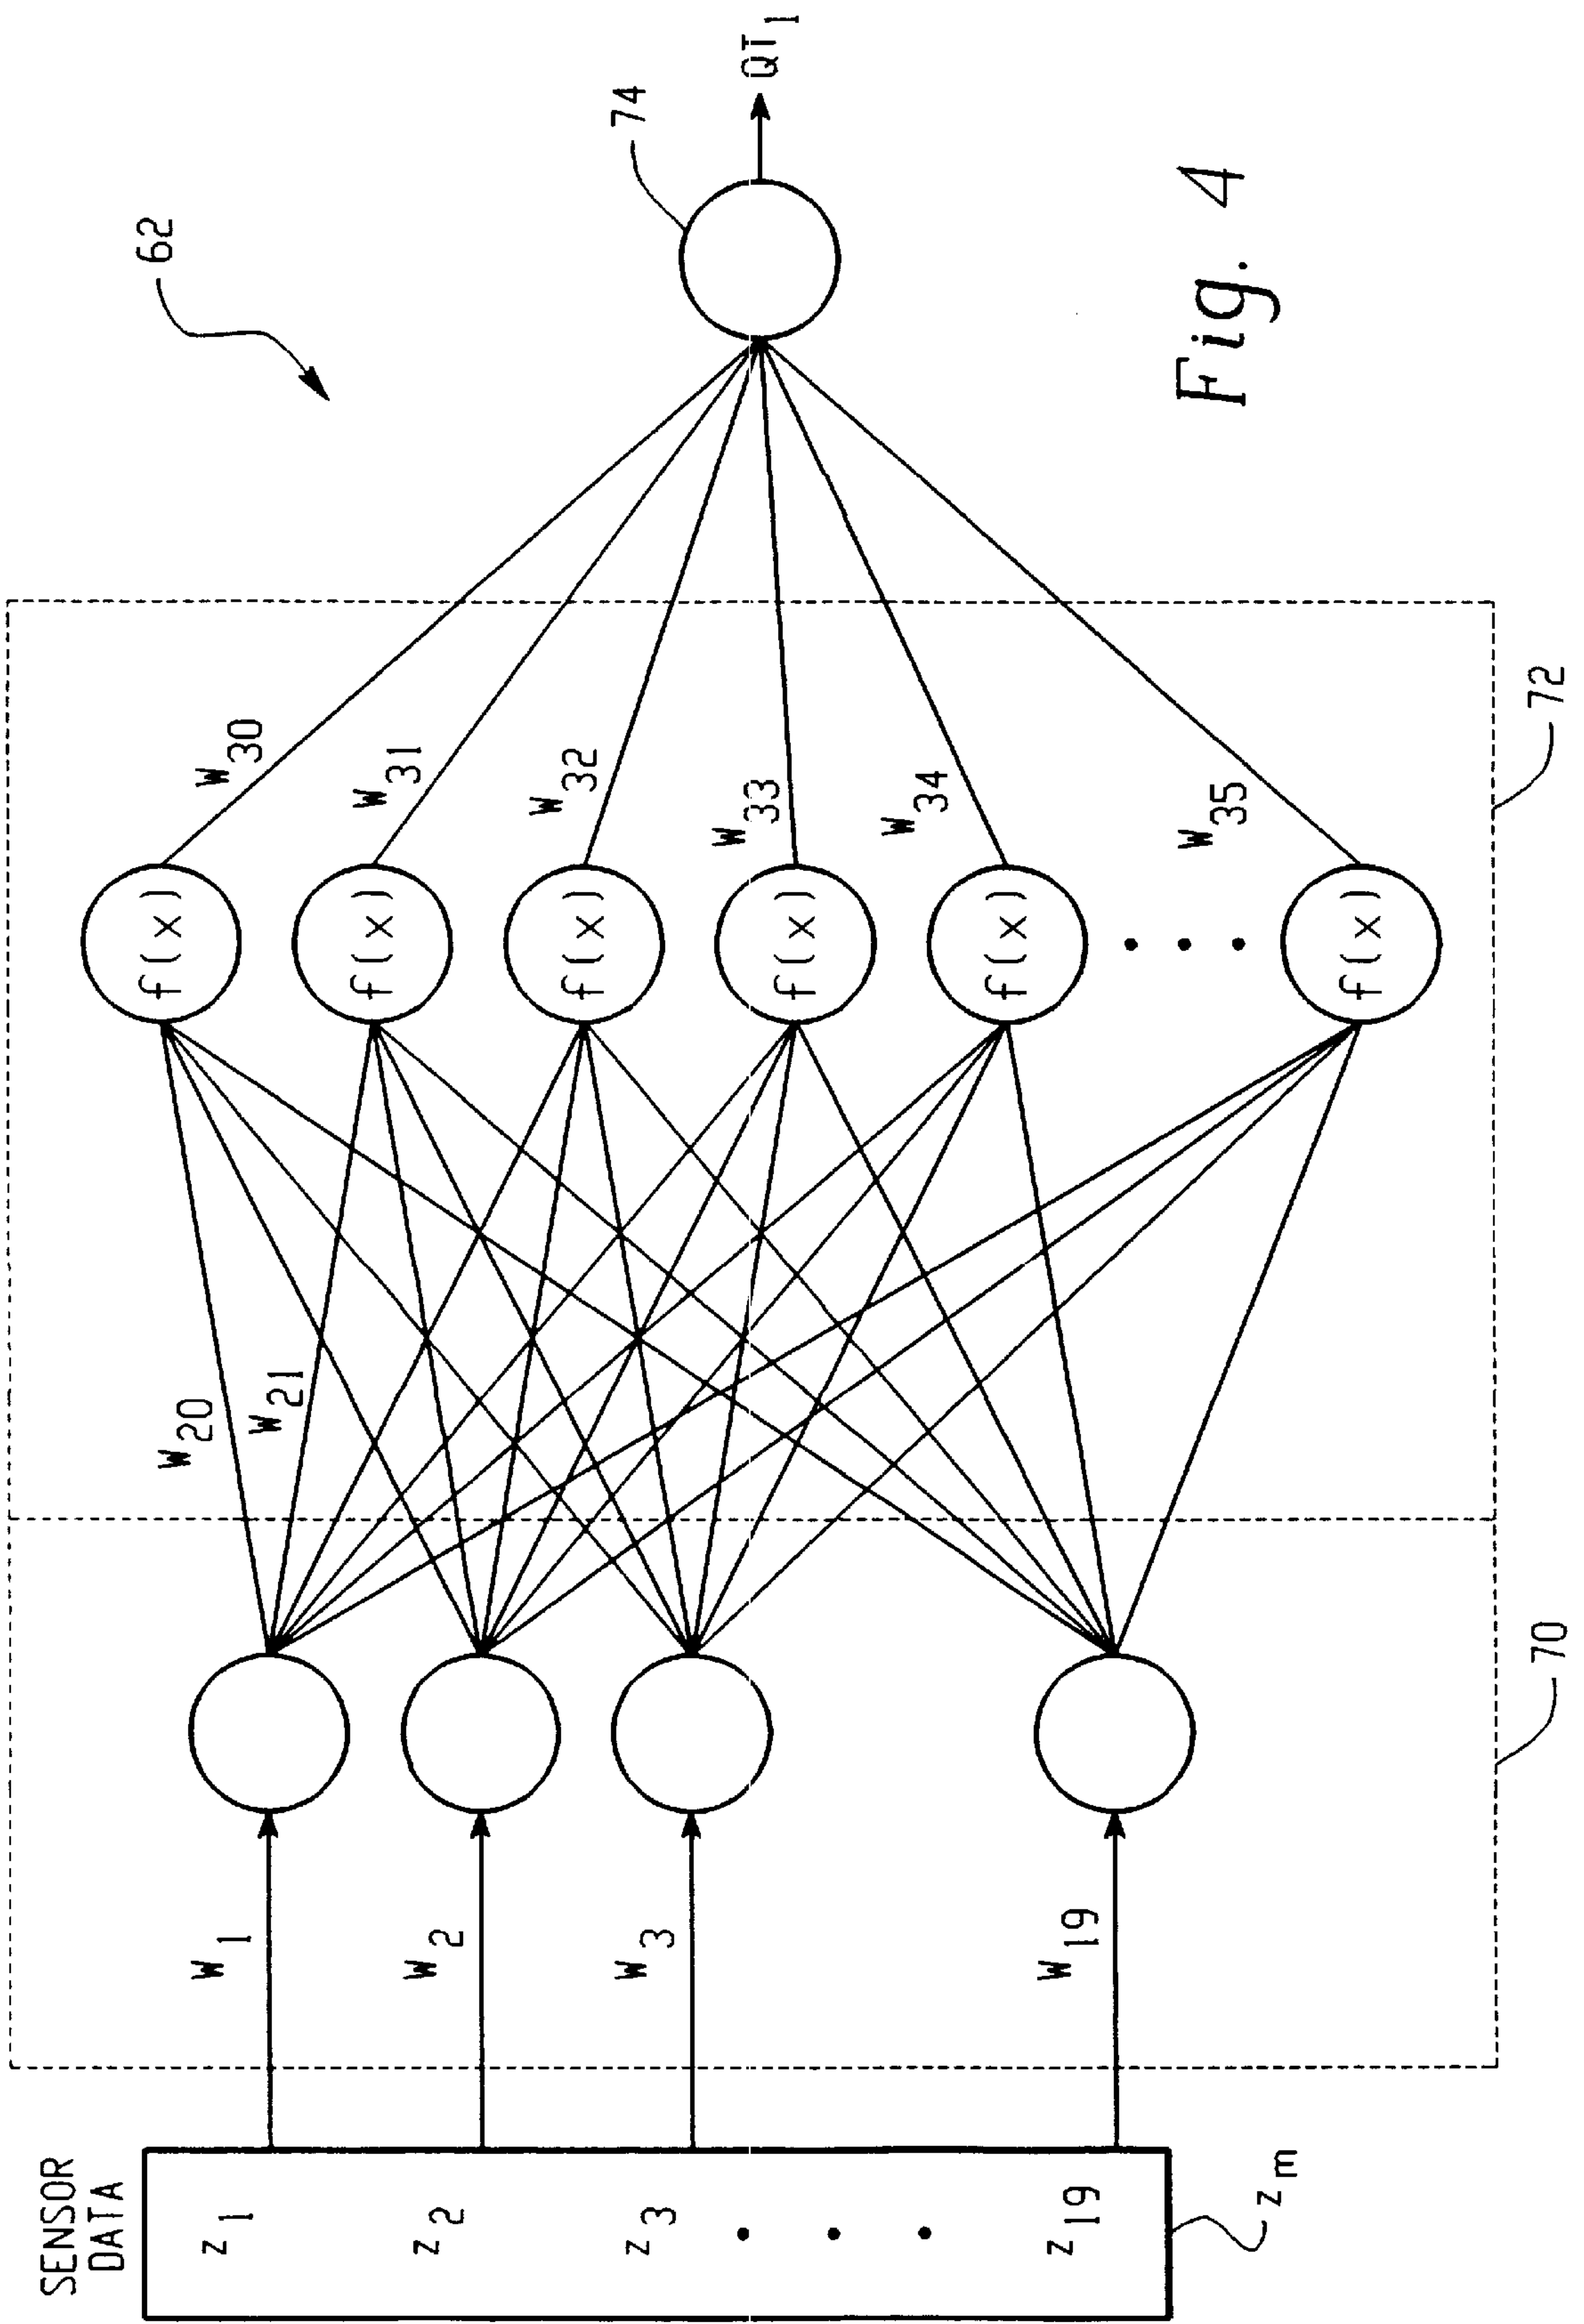 SENSOR
DATA
z1
z2
z3
z19
zm
w1
w2
w3
w19
70
w20
w21
f(x)
f(x)
f(x)
f(x)
f(x)
f(x)
w30
w31
w32
w33
w34
w35
72
62
74
QT1
Fig. 4